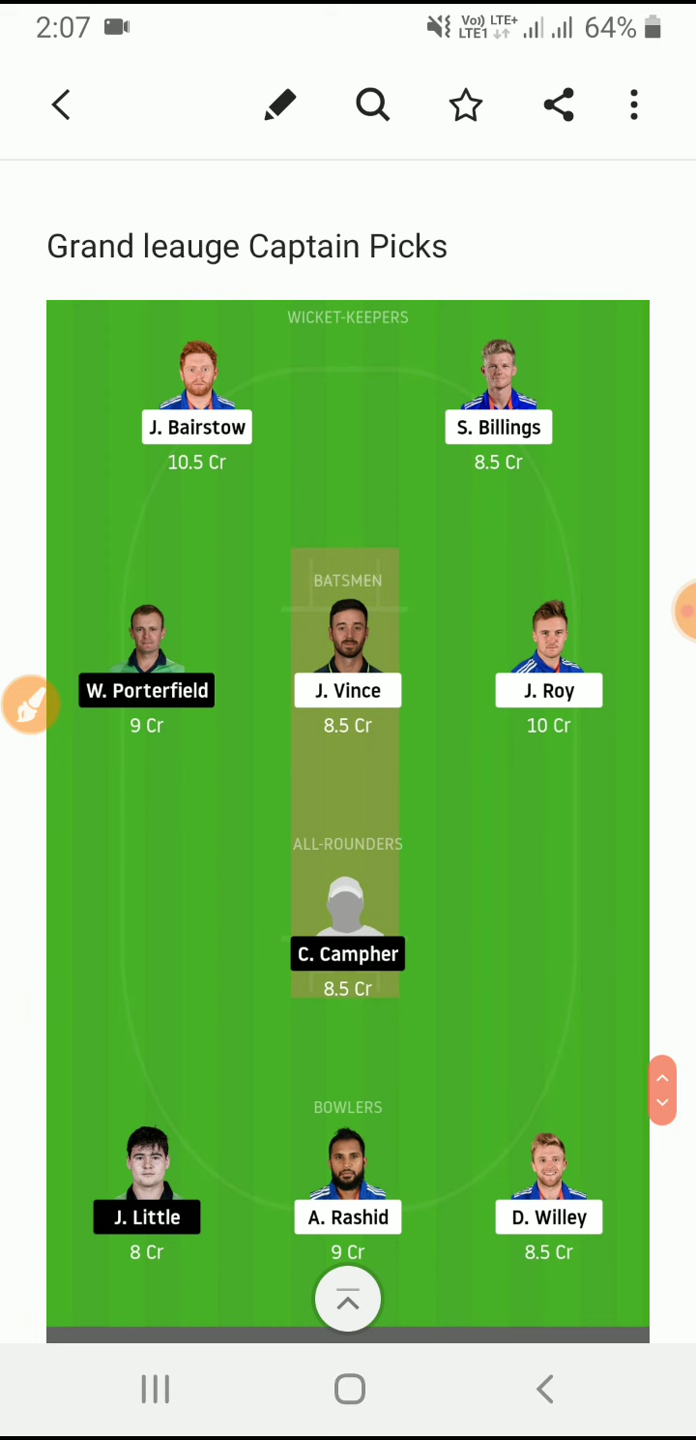 2:07
Vo)) LTE+
LTE1
64%
Grand leauge Captain Picks
WICKET-KEEPERS
J. Bairstow
S. Billings
10.5 Cr
8.5 Cr
BATSMEN
W. Porterfield
J. Vince
J. Roy
9 Cr
8.5 Cr
10 Cr
ALL-ROUNDERS
C. Campher
8.5 Cr
BOWLERS
J. Little
A. Rashid
D. Willey
8 Cr
9 Cr
8.5 Cr